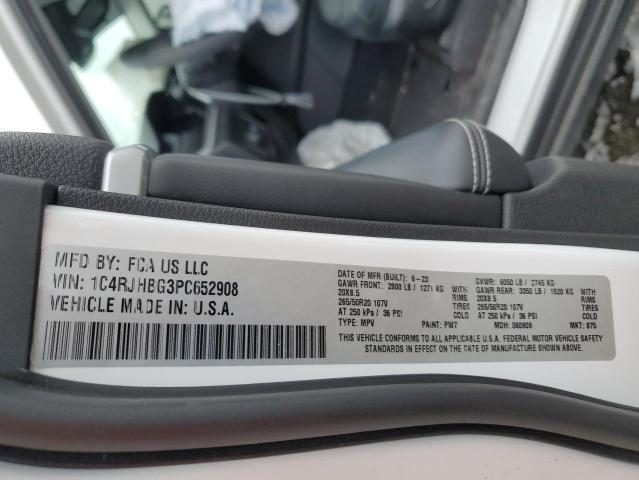 MFD BY: FCA US LLC
VIN: 1C4RJHBG3PC652908
VEHICLE MADE IN: U.S.A.
DATE OF MFR (BUILT): 6-23 GVWR: 6050 LB / 2745 KG
GAWR FRONT: 2800 LB / 1271 KG WITH GAWR REAR: 3350 LB / 1520 KG WITH
20X8.5 RIMS 20X8.5 RIMS
265/50R20 107V TIRES 265/50R20 107V TIRES
AT 250 kPa / 36 PSI COLD AT 250 kPa / 36 PSI COLD
TYPE: MPV PAINT: PW7 MDH: 060909 MKT: 875
THIS VEHICLE CONFORMS TO ALL APPLICABLE U.S.A. FEDERAL MOTOR VEHICLE SAFETY
STANDARDS IN EFFECT ON THE DATE OF MANUFACTURE SHOWN ABOVE.